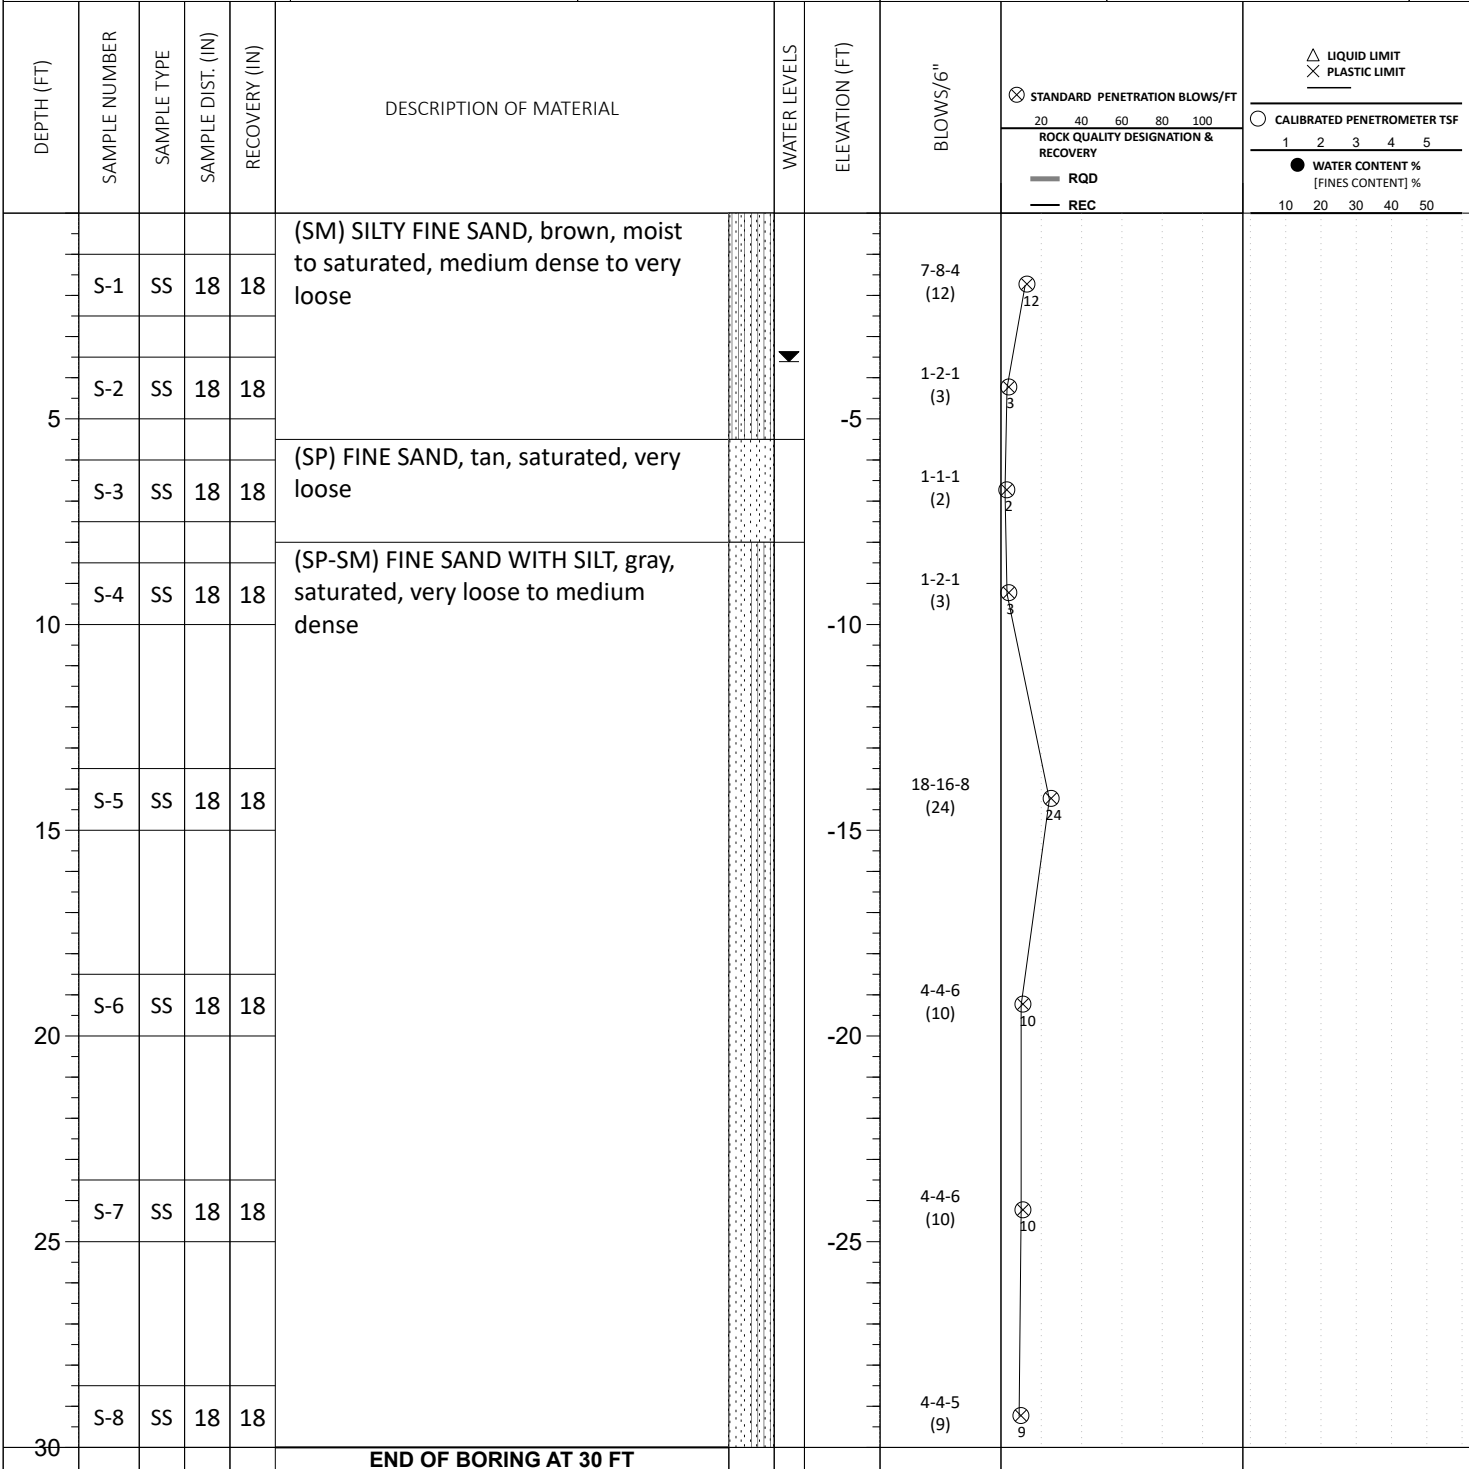 DEPTH (FT)
SAMPLE NUMBER
SAMPLE TYPE
SAMPLE DIST. (IN)
RECOVERY (IN)
DESCRIPTION OF MATERIAL
WATER LEVELS
ELEVATION (FT)
BLOWS/6"
STANDARD PENETRATION BLOWS/FT
20 40 60 80 100
ROCK QUALITY DESIGNATION &
RECOVERY
RQD
REC
LIQUID LIMIT
PLASTIC LIMIT
CALIBRATED PENETROMETER TSF
1 2 3 4 5
WATER CONTENT %
[FINES CONTENT] %
10 20 30 40 50
(SM) SILTY FINE SAND, brown, moist
to saturated, medium dense to very
loose
S-1 SS 18 18
7-8-4
(12)
12
S-2 SS 18 18
1-2-1
(3)
3
5 -5
(SP) FINE SAND, tan, saturated, very
loose
S-3 SS 18 18
1-1-1
(2)
2
(SP-SM) FINE SAND WITH SILT, gray,
saturated, very loose to medium
dense
S-4 SS 18 18
1-2-1
(3)
3
10 -10
S-5 SS 18 18
18-16-8
(24)
24
15 -15
S-6 SS 18 18
4-4-6
(10)
10
20 -20
S-7 SS 18 18
4-4-6
(10)
10
25 -25
S-8 SS 18 18
4-4-5
(9)
9
30
END OF BORING AT 30 FT